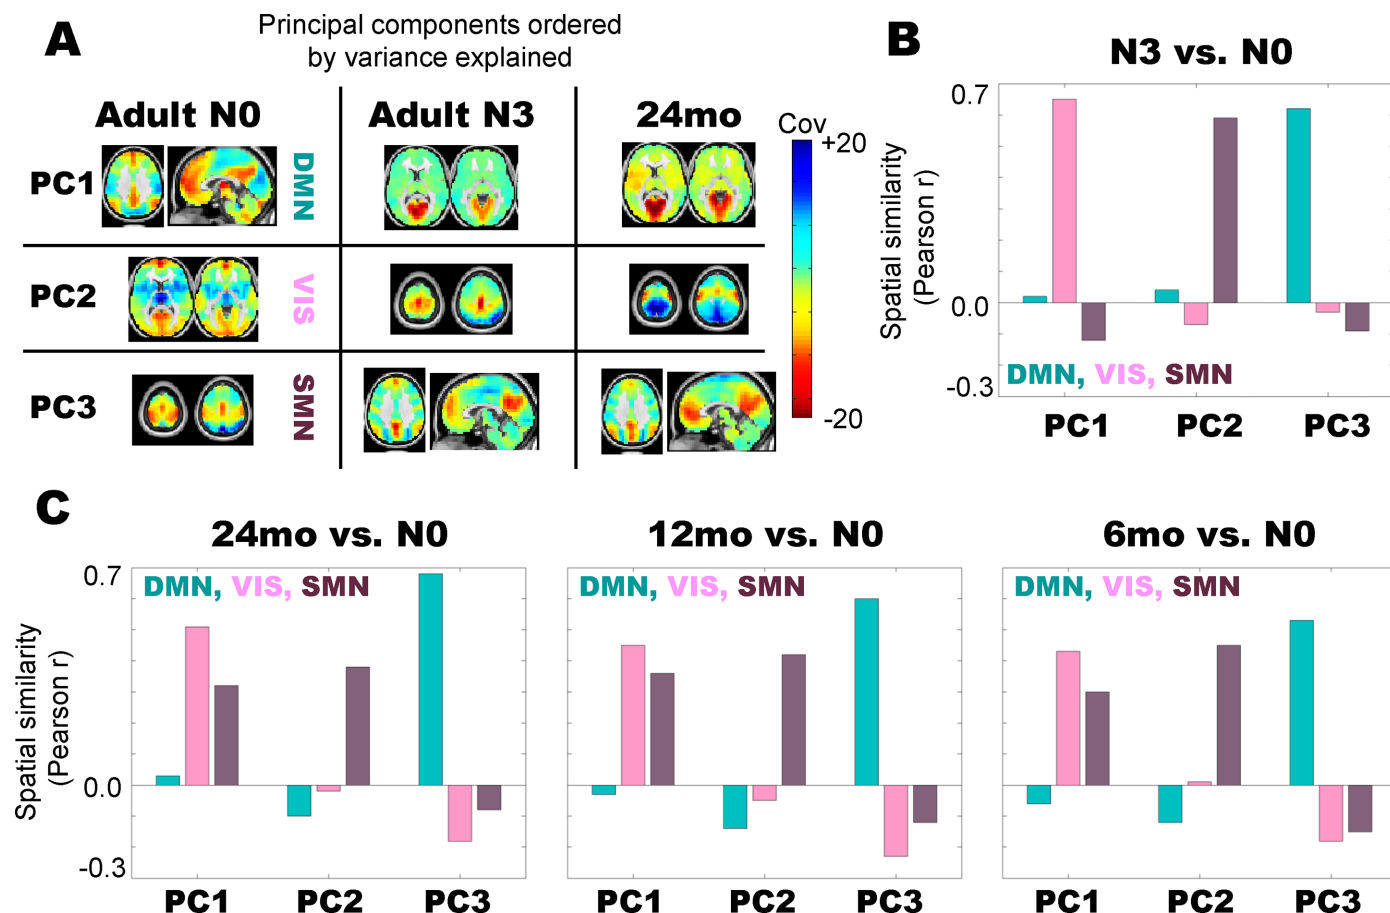 A
Principal components ordered
by variance explained
Adult N0
Adult N3
24mo
PC1
DMN
PC2
VIS
PC3
SMN
Cov
+20
-20
B
N3 vs. N0
Spatial similarity
(Pearson r)
0.7
0.0
-0.3
DMN, VIS, SMN
PC1
PC2
PC3
C
24mo vs. N0
Spatial similarity
(Pearson r)
0.7
0.0
-0.3
DMN, VIS, SMN
PC1
PC2
PC3
12mo vs. N0
DMN, VIS, SMN
PC1
PC2
PC3
6mo vs. N0
DMN, VIS, SMN
PC1
PC2
PC3